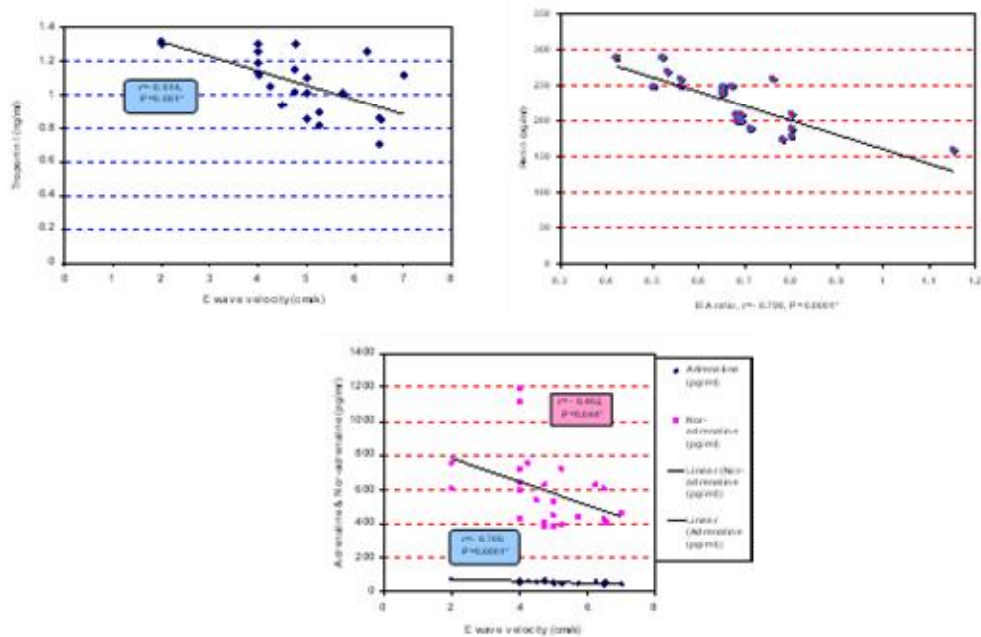 1.4
1.2
1
0.8
0.6
0.4
0.2
0
Troponin I (ng/ml)
P=0.001*
0 1 2 3 4 5 6 7 8
E wave velocity (cm/s)
350
300
250
200
150
100
50
0
0.3 0.4 0.5 0.6 0.7 0.8 0.9 1 1.1 1.2
E/A ratio, r=- 0.798, P=0.0001*
1400
1200
1000
800
600
400
200
0
Adrenaline & Nor-adrenaline (pg/ml)
P=0.0001*
0 2 4 6 8
E wave velocity (cm/s)
Adrenaline
(pg/ml)
Nor-
adrenaline
(pg/ml)
Linear (Nor-
adrenaline
(pg/ml))
Linear
(Adrenaline
(pg/ml))